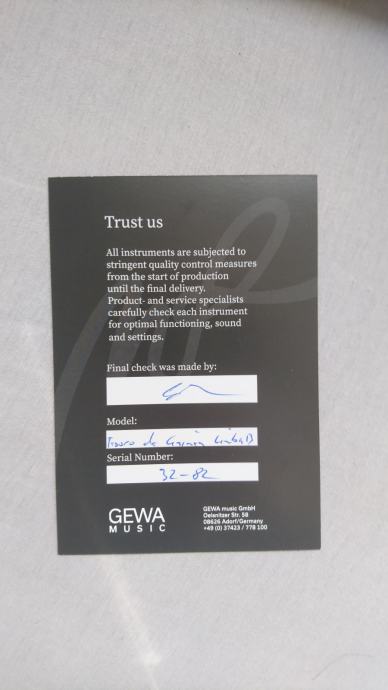 Trust us
All instruments are subjected to
stringent quality control measures
from the start of production
until the final delivery.
Product- and service specialists
carefully check each instrument
for optimal functioning, sound
and settings.
Final check was made by:
Model:
de
Serial Number:
32-82
GEWA
MUSIC
GEWA music GmbH
Oelsnitzer Str. 58
08626 Adorf/Germany
+49 (0) 37423 / 778 100